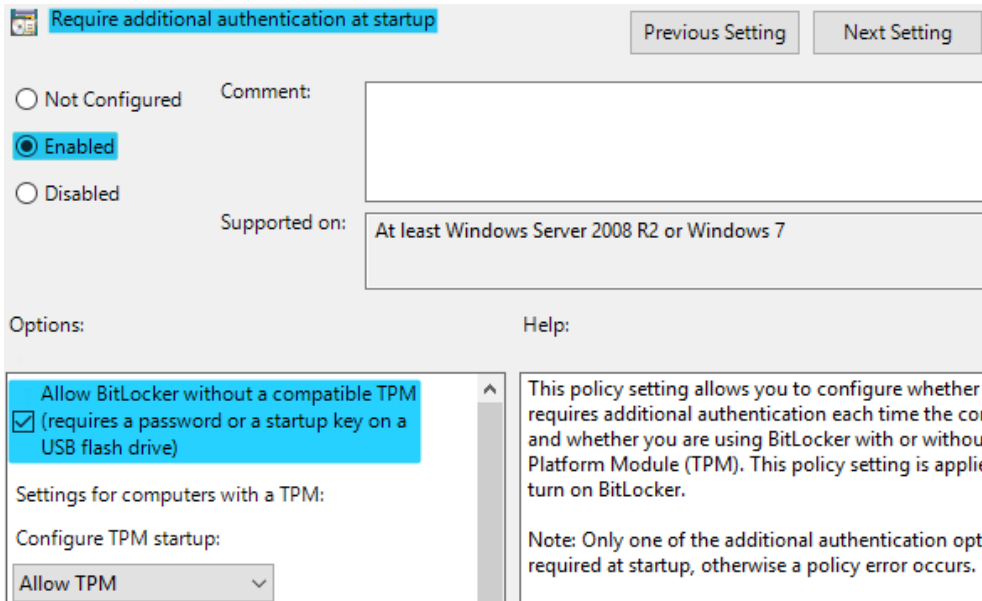 Require additional authentication at startup
Previous Setting
Next Setting
Not Configured
Comment:
Enabled
Disabled
Supported on:
At least Windows Server 2008 R2 or Windows 7
Options:
Help:
Allow BitLocker without a compatible TPM
(requires a password or a startup key on a
USB flash drive)
Settings for computers with a TPM:
Configure TPM startup:
Allow TPM
This policy setting allows you to configure whether
requires additional authentication each time the
and whether you are using BitLocker with or
Platform Module (TPM). This policy setting is
turn on BitLocker.
Note: Only one of the additional authentication
required at startup, otherwise a policy error occurs.